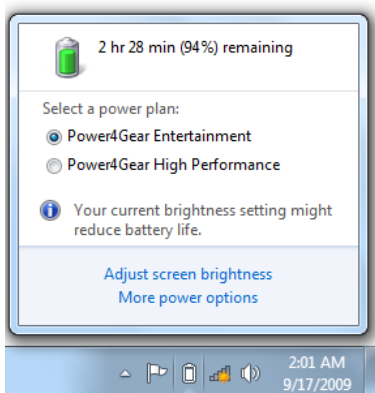 2 hr 28 min (94%) remaining
Select a power plan:
Power4Gear Entertainment
Power4Gear High Performance
Your current brightness setting might
reduce battery life.
Adjust screen brightness
More power options
2:01 AM
9/17/2009